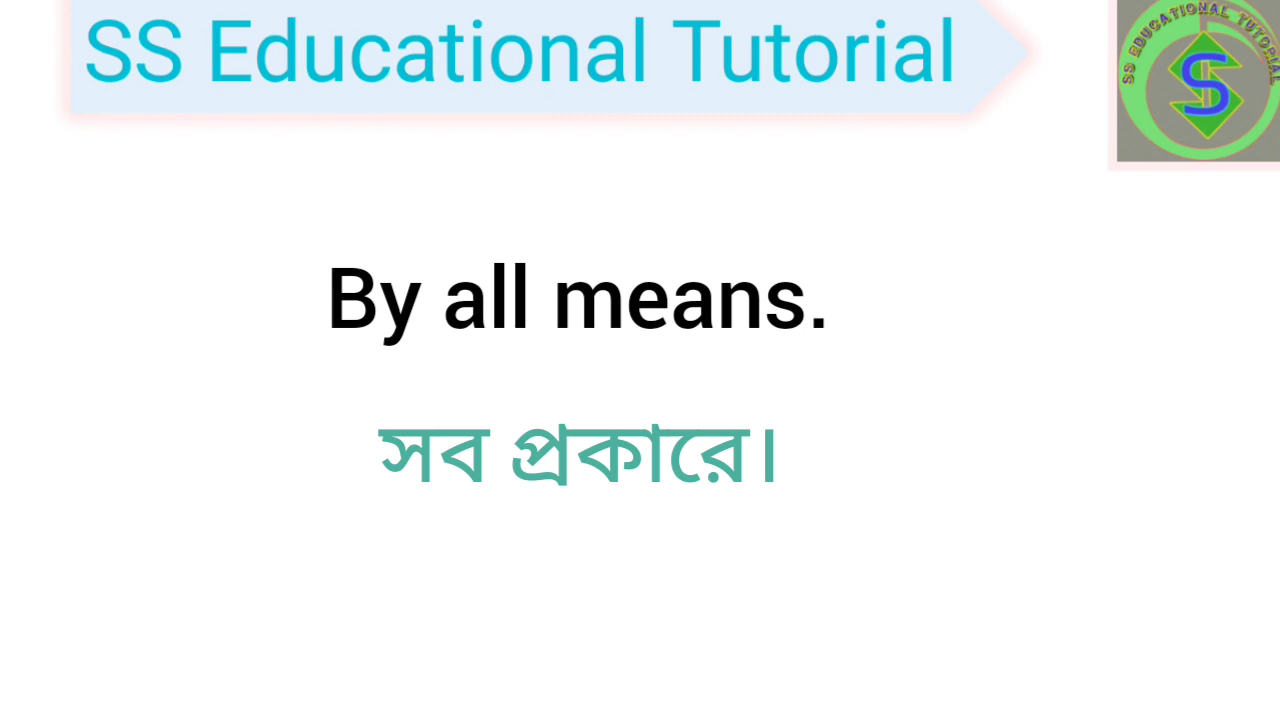 SS Educational Tutorial
SS EDUCATIONAL TUTORIAL
S
By all means.
সব প্রকারে।